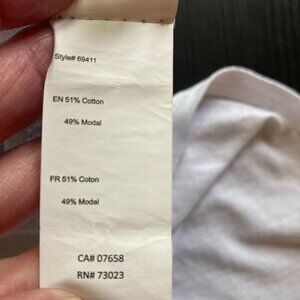 Style# 69411
EN 51% Cotton
49% Modal
FR 51% Coton
49% Modal
CA# 07658
RN# 73023